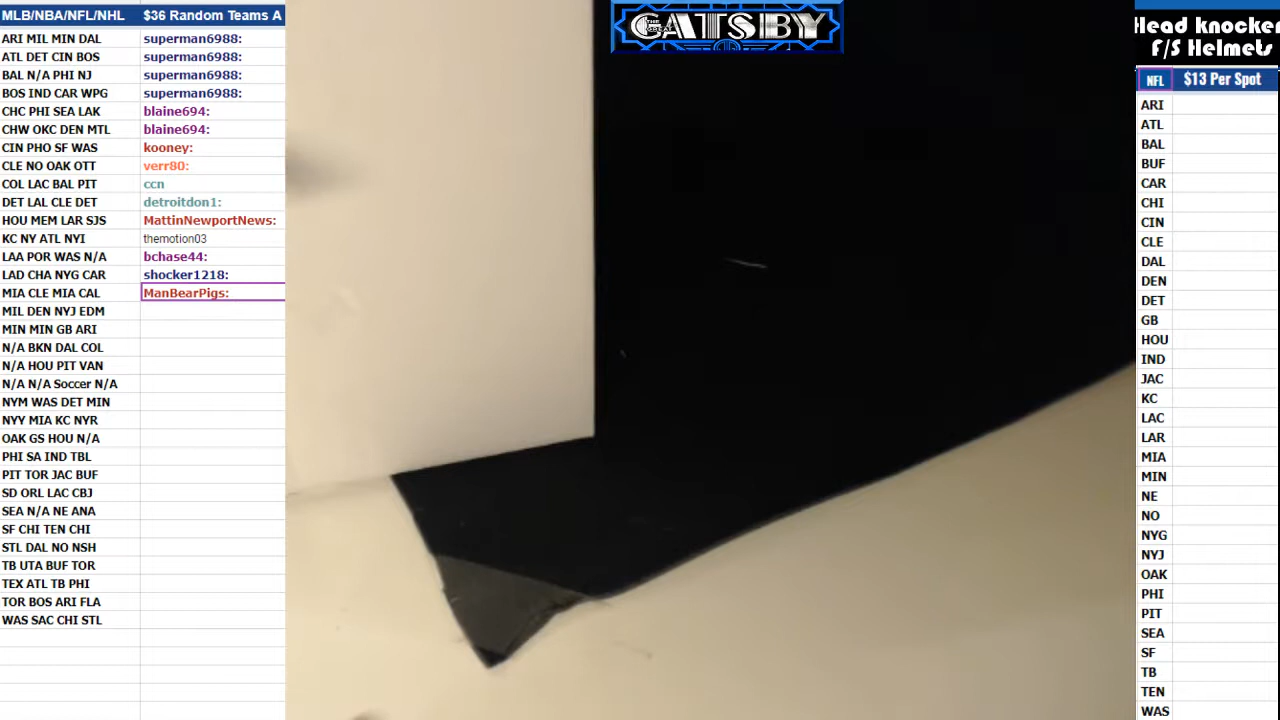 MLB/NBA/NFL/NHL $36 Random Teams A
ARI MIL MIN DAL superman6988:
ATL DET CIN BOS superman6988:
BAL N/A PHI NJ superman6988:
BOS IND CAR WPG superman6988:
CHC PHI SEA LAK blaine694:
CHW OKC DEN MTL blaine694:
CIN PHO SF WAS kooney:
CLE NO OAK OTT verr80:
COL LAC BAL PIT ccn
DET LAL CLE DET detroitdon1:
HOU MEM LAR SJS MattinNewportNews:
KC NY ATL NYI themotion03
LAA POR WAS N/A bchase44:
LAD CHA NYG CAR shocker1218:
MIA CLE MIA CAL ManBearPigs:
MIL DEN NYJ EDM
MIN MIN GB ARI
N/A BKN DAL COL
N/A HOU PIT VAN
N/A N/A Soccer N/A
NYM WAS DET MIN
NYY MIA KC NYR
OAK GS HOU N/A
PHI SA IND TBL
PIT TOR JAC BUF
SD ORL LAC CBJ
SEA N/A NE ANA
SF CHI TEN CHI
STL DAL NO NSH
TB UTA BUF TOR
TEX ATL TB PHI
TOR BOS ARI FLA
WAS SAC CHI STL
THE GREAT GATSBY
Head knocker
F/S Helmets
NFL $13 Per Spot
ARI
ATL
BAL
BUF
CAR
CHI
CIN
CLE
DAL
DEN
DET
GB
HOU
IND
JAC
KC
LAC
LAR
MIA
MIN
NE
NO
NYG
NYJ
OAK
PHI
PIT
SEA
SF
TB
TEN
WAS